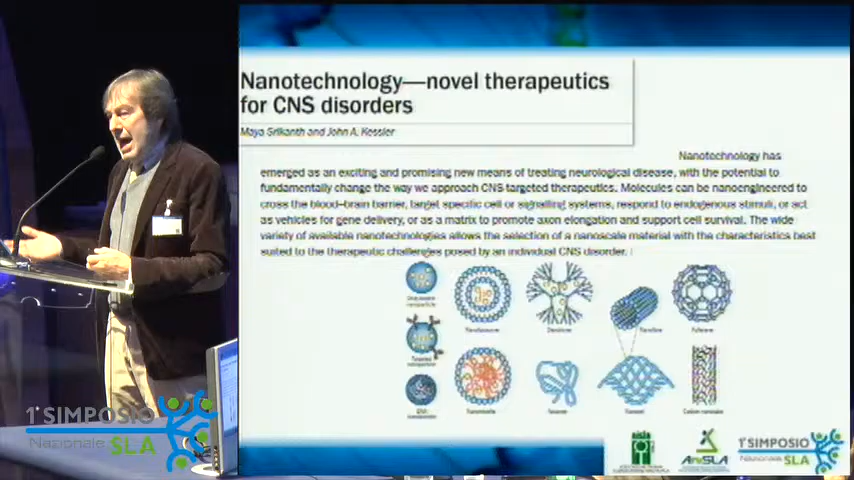 Nanotechnology—novel therapeutics
for CNS disorders
Maya Srikanth and John A. Kessler
Nanotechnology has
emerged as an exciting and promising new means of treating neurological disease, with the potential to
fundamentally change the way we approach CNS-targeted therapeutics. Molecules can be nanoengineered to
cross the blood–brain barrier, target specific cell or signalling systems, respond to endogenous stimuli, or act
as vehicles for gene delivery, or as a matrix to promote axon elongation and support cell survival. The wide
variety of available nanotechnologies allows the selection of a nanoscale material with the characteristics best
suited to the therapeutic challenges posed by an individual CNS disorder.
Nanoliposome
Dendrimer
Nanofibre
Fullerene
Targeted
Carbon nanotube
1° SIMPOSIO
Nazionale SLA
AriSLA
1° SIMPOSIO
Nazionale SLA